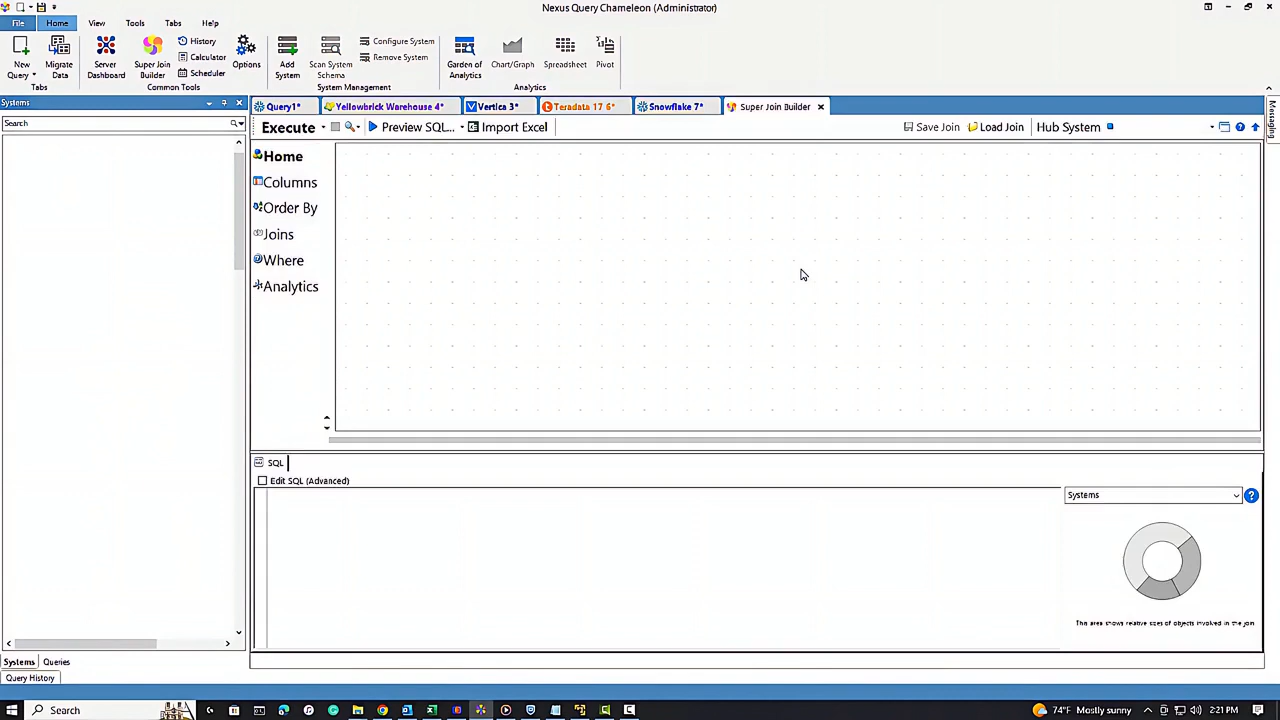 Nexus Query Chameleon (Administrator)
File Home View Tools Tabs Help
New Query
Migrate Data
Tabs
Server Dashboard
Super Join Builder
History
Calculator
Scheduler
Options
Common Tools
Add System
Scan System Schema
Configure System
Remove System
System Management
Garden of Analytics
Chart/Graph
Spreadsheet
Pivot
Analytics
Systems
Query1*
Yellowbrick Warehouse 4*
Vertica 3*
Teradata 17 6*
Snowflake 7*
Super Join Builder
Messaging
Search
Execute
Preview SQL...
Import Excel
Save Join
Load Join
Hub System
Home
Columns
Order By
Joins
Where
Analytics
SQL
Edit SQL (Advanced)
Systems
This area shows relative sizes of objects involved in the join
Systems Queries
Query History
Search
74°F Mostly sunny
2:21 PM